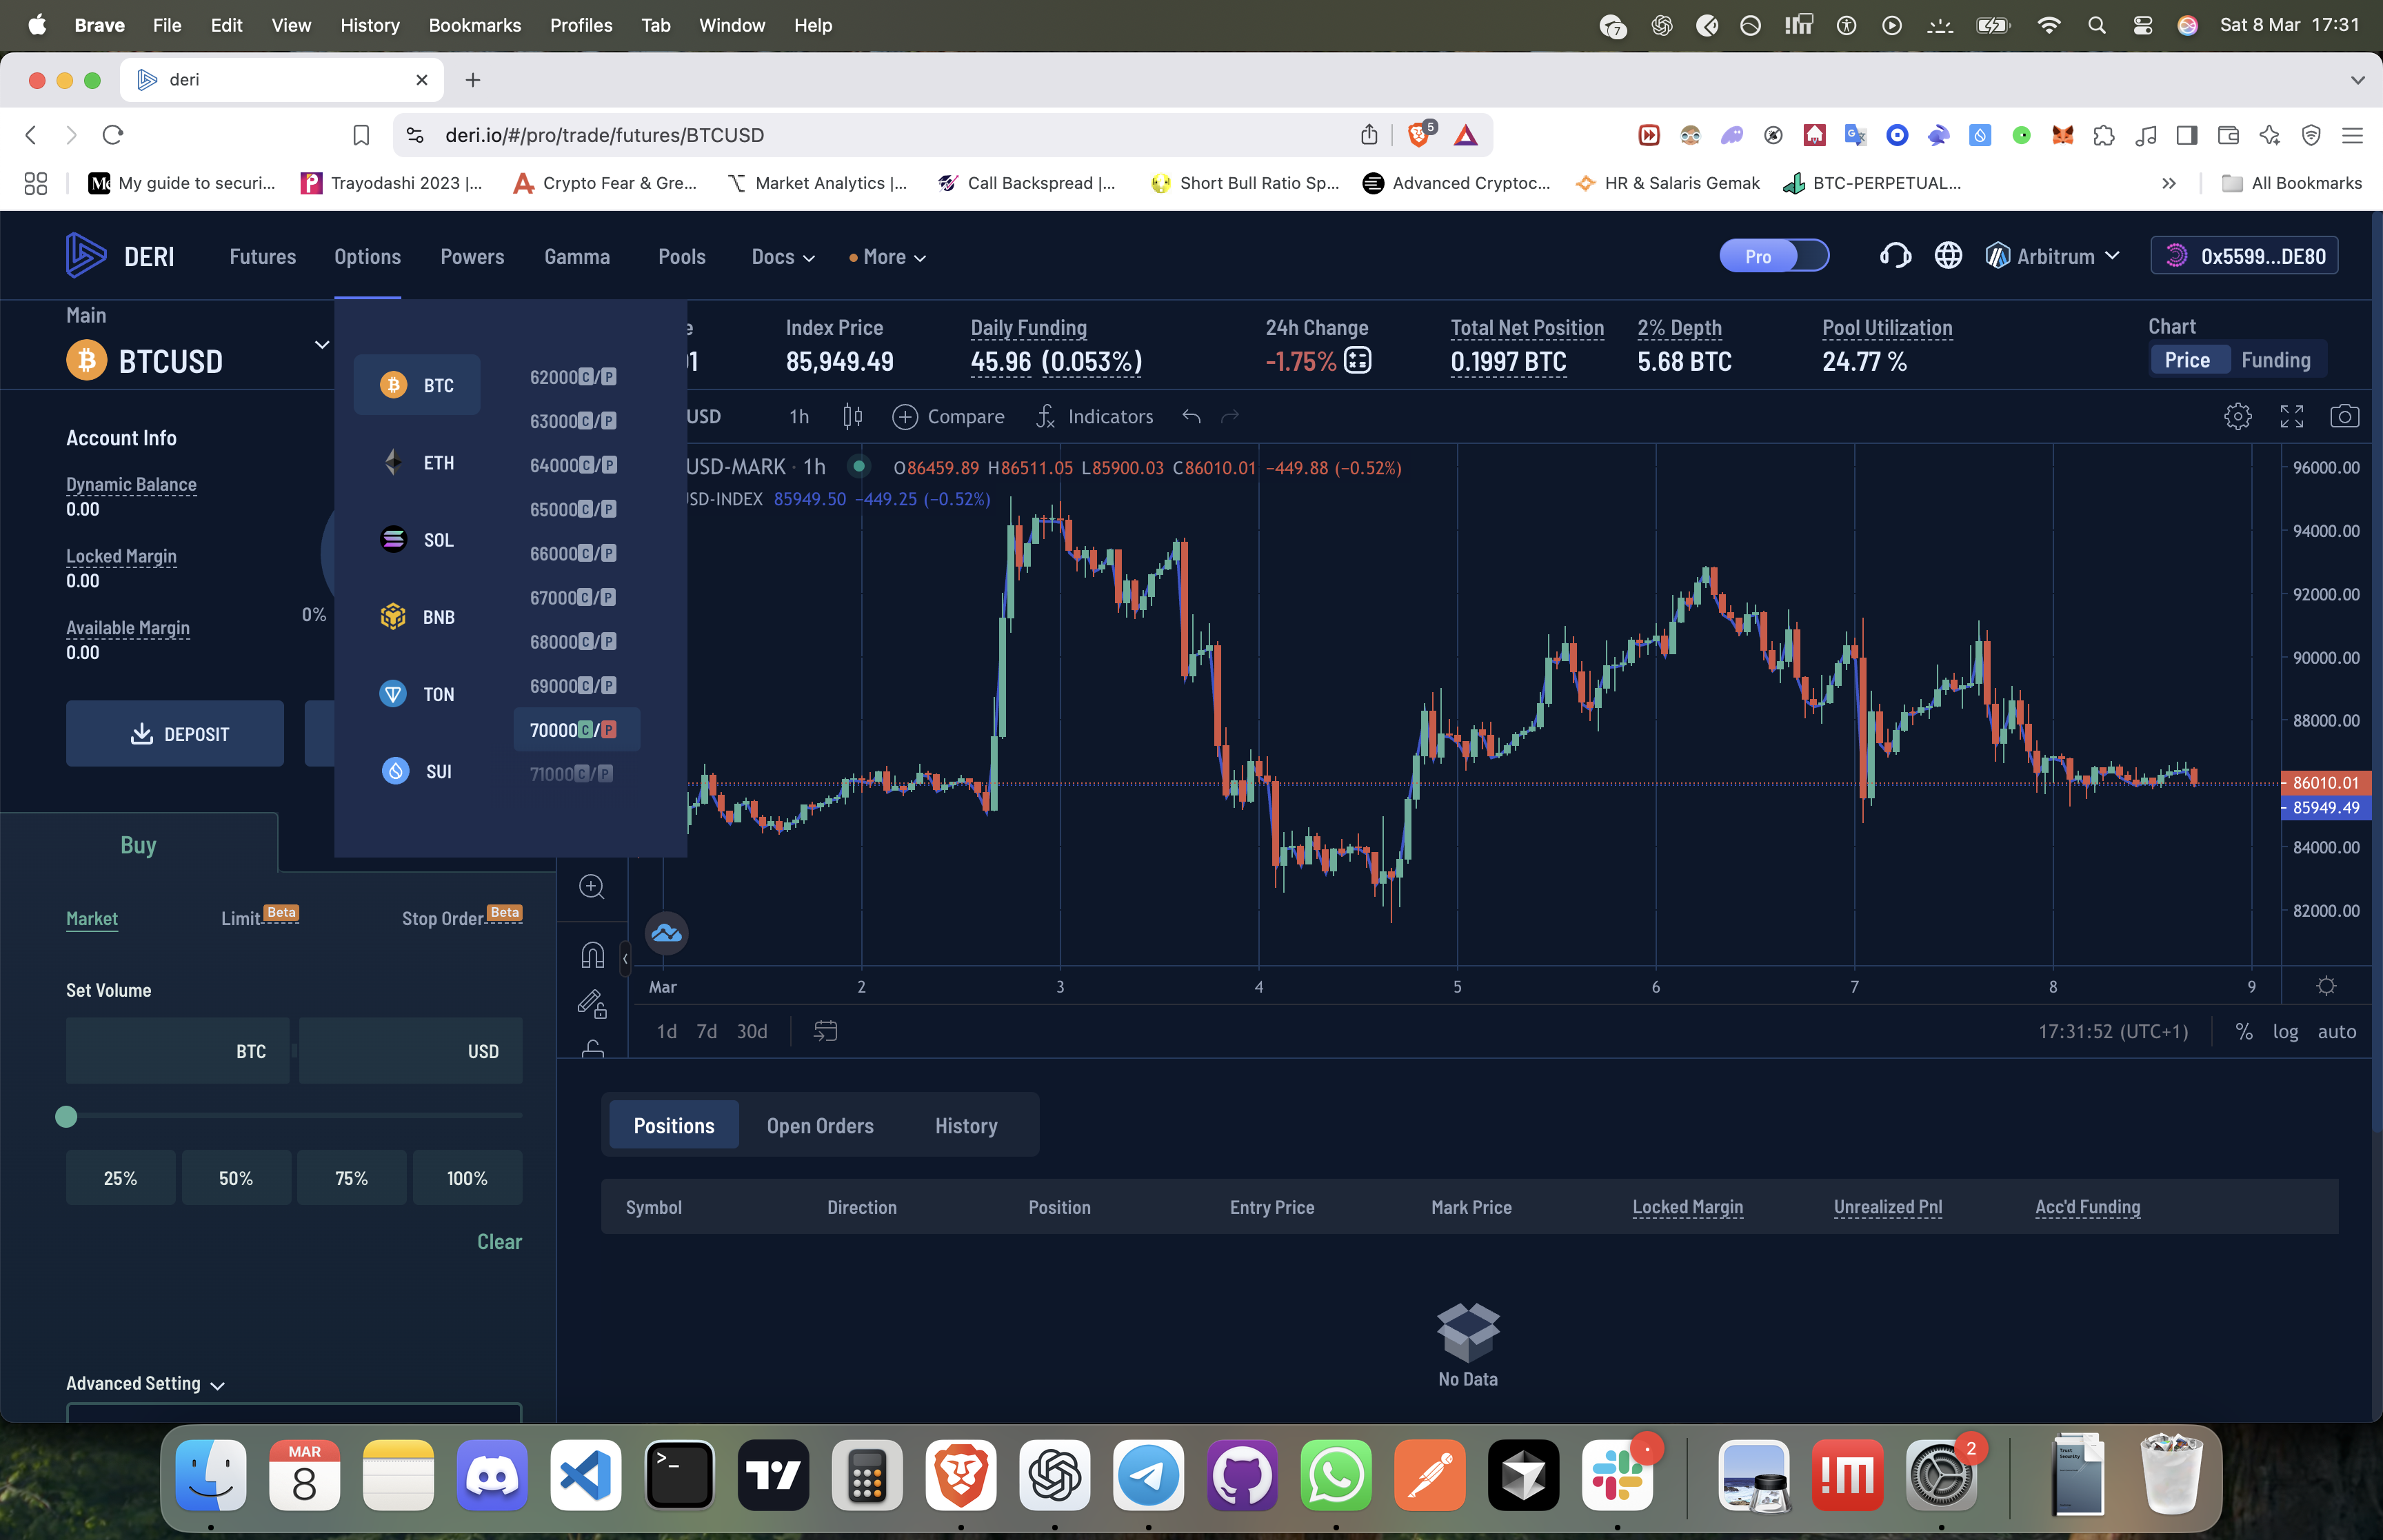 Brave File Edit View History Bookmarks Profiles Tab Window Help
7
Sat 8 Mar 17:31
deri
deri.io/#/pro/trade/futures/BTCUSD
5
My guide to securi...
Trayodashi 2023 |...
Crypto Fear & Gre...
Market Analytics |...
Call Backspread |...
Short Bull Ratio Sp...
Advanced Cryptoc...
HR & Salaris Gemak
BTC-PERPETUAL...
All Bookmarks
DERI
Futures Options Powers Gamma Pools Docs More
Pro
Arbitrum
0x5599...DE80
Main
BTCUSD
Index Price
85,949.49
Daily Funding
45.96 (0.053%)
24h Change
-1.75%
Total Net Position
0.1997 BTC
2% Depth
5.68 BTC
Pool Utilization
24.77 %
Chart
Price Funding
BTC
ETH
SOL
BNB
TON
SUI
62000C/P
63000C/P
64000C/P
65000C/P
66000C/P
67000C/P
68000C/P
69000C/P
70000C/P
71000C/P
Account Info
Dynamic Balance
0.00
Locked Margin
0.00
0%
Available Margin
0.00
DEPOSIT
USD 1h Compare Indicators
USD-MARK · 1h O86459.89 H86511.05 L85900.03 C86010.01 −449.88 (−0.52%)
SD-INDEX 85949.50 −449.25 (−0.52%)
96000.00
94000.00
92000.00
90000.00
88000.00
86010.01
85949.49
84000.00
82000.00
Mar 2 3 4 5 6 7 8 9
1d 7d 30d
17:31:52 (UTC+1) % log auto
Buy
Market Limit Beta Stop Order Beta
Set Volume
BTC USD
25% 50% 75% 100%
Clear
Advanced Setting
Positions Open Orders History
Symbol Direction Position Entry Price Mark Price Locked Margin Unrealized Pnl Acc'd Funding
No Data
MAR
8
2